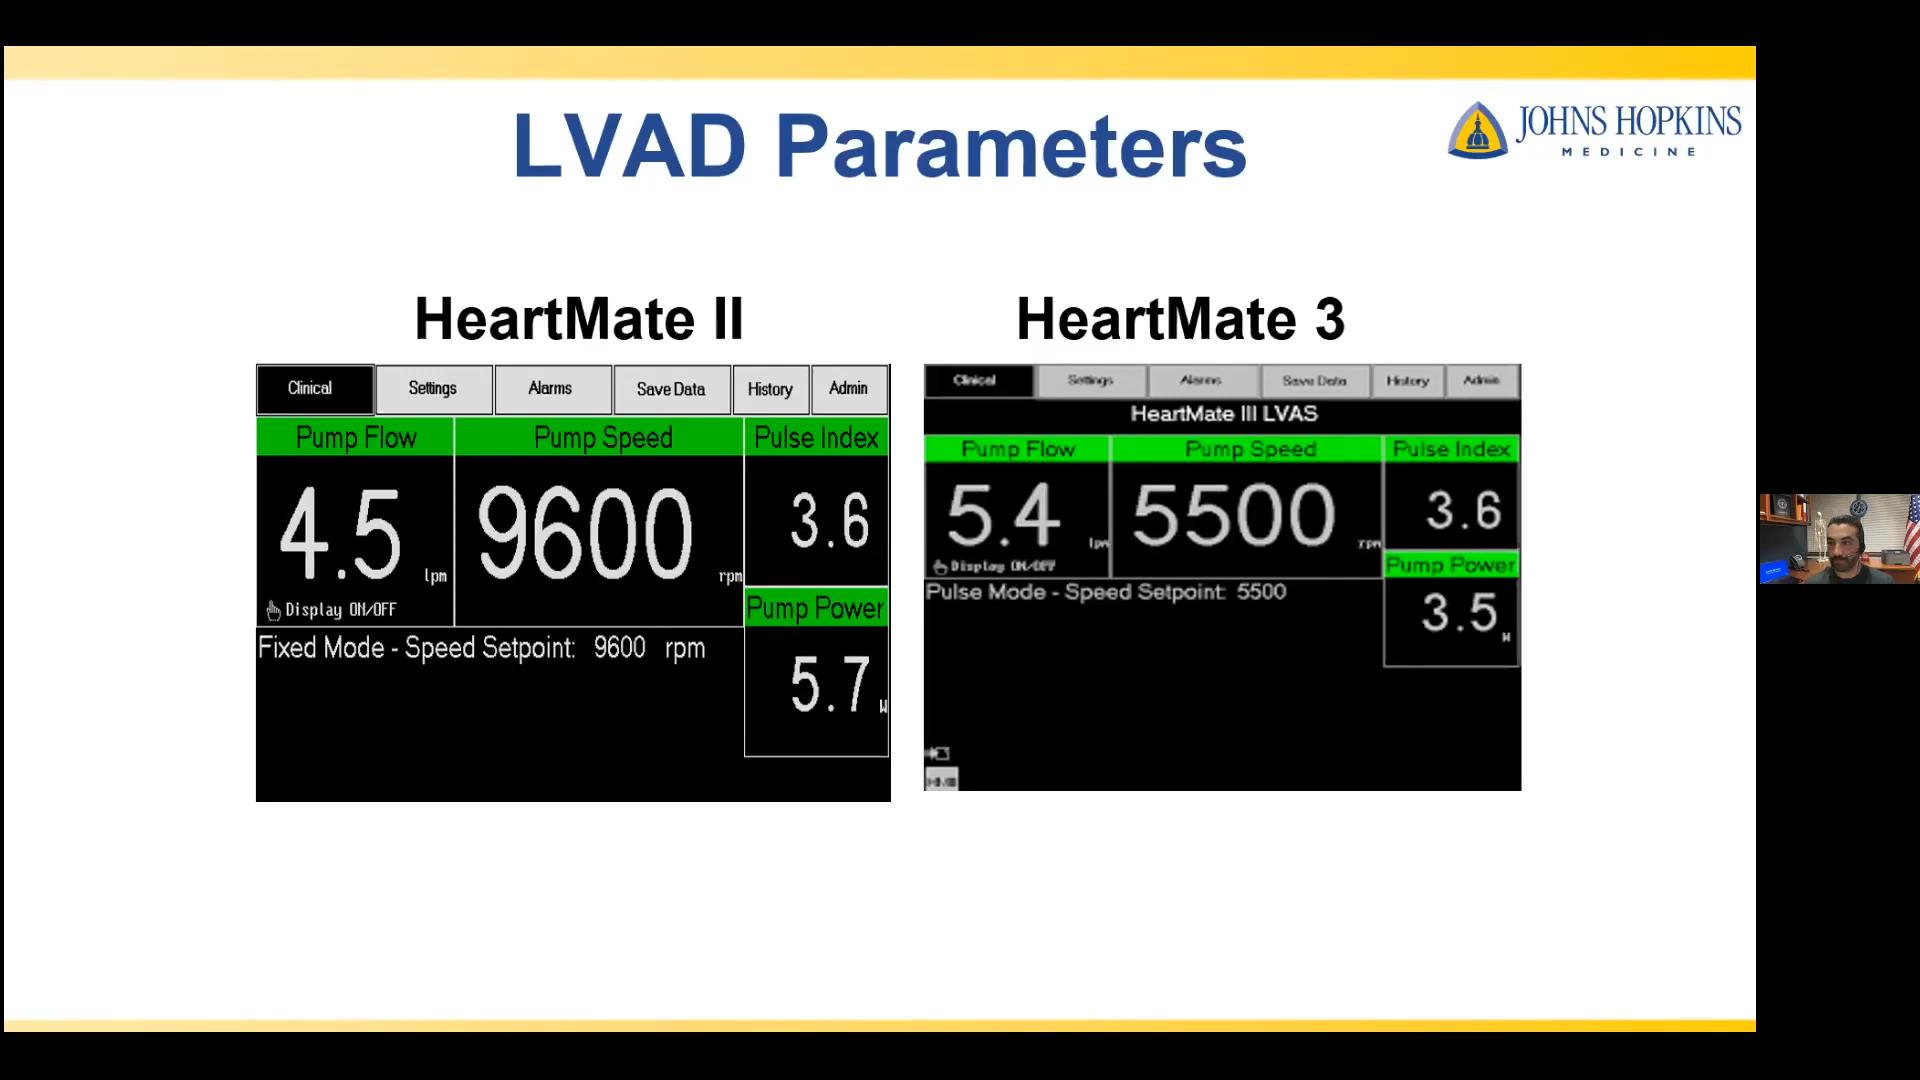 LVAD Parameters
JOHNS HOPKINS
MEDICINE
HeartMate II
HeartMate 3
Clinical Settings Alarms Save Data History Admin
Pump Flow Pump Speed Pulse Index
4.5 lpm 9600 rpm 3.6
Display ON/OFF
Pump Power
Fixed Mode - Speed Setpoint: 9600 rpm
5.7 W
Clinical Settings Alarms Save Data History Admin
HeartMate III LVAS
Pump Flow Pump Speed Pulse Index
5.4 lpm 5500 rpm 3.6
Display ON/OFF
Pump Power
Pulse Mode - Speed Setpoint: 5500
3.5 W